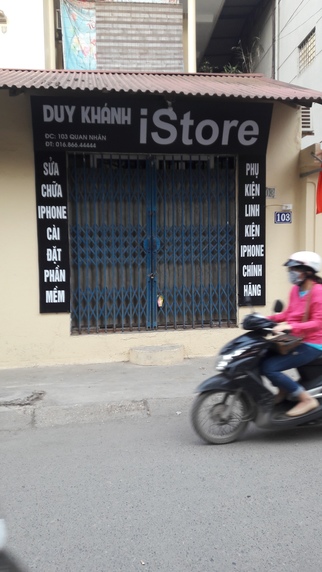 DUY KHÁNH
iStore
ĐC: 103 QUAN NHÂN
ĐT: 016 866 44444
SỬA
CHỮA
IPHONE
CÀI
ĐẶT
PHẦN
MỀM
PHỤ
KIỆN
LINH
KIỆN
IPHONE
CHÍNH
HÃNG
103